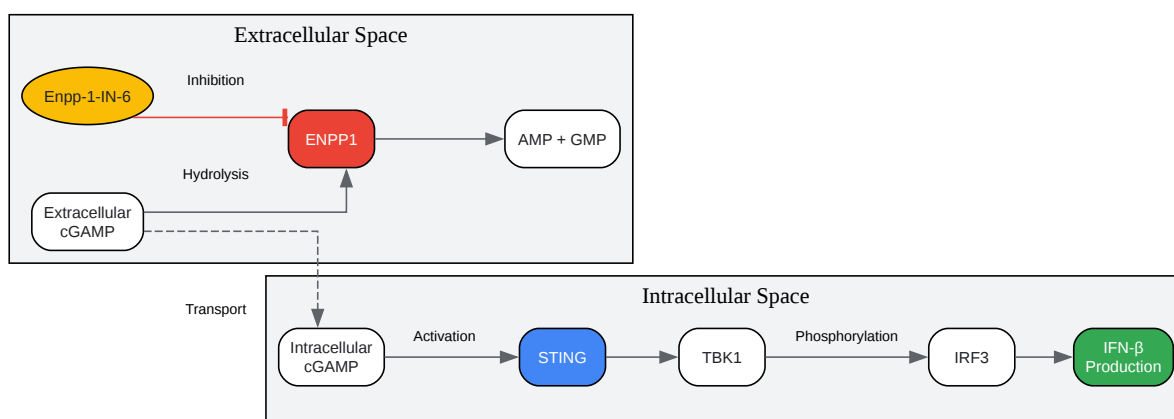 Extracellular Space
Inhibition
Enpp-1-IN-6
ENPP1
AMP + GMP
Hydrolysis
Extracellular
cGAMP
Intracellular Space
Transport
Intracellular
cGAMP
Activation
STING
TBK1
Phosphorylation
IRF3
IFN-β
Production